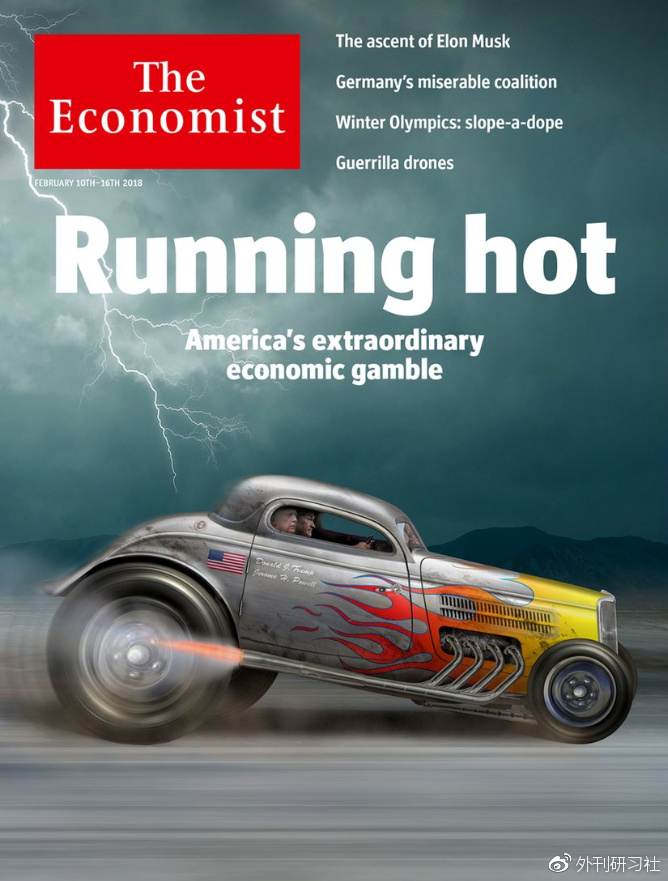 The
Economist
FEBRUARY 10TH–16TH 2018
The ascent of Elon Musk
Germany's miserable coalition
Winter Olympics: slope-a-dope
Guerrilla drones
Running hot
America's extraordinary
economic gamble
Donald J. Trump
Jerome H. Powell
外刊研习社